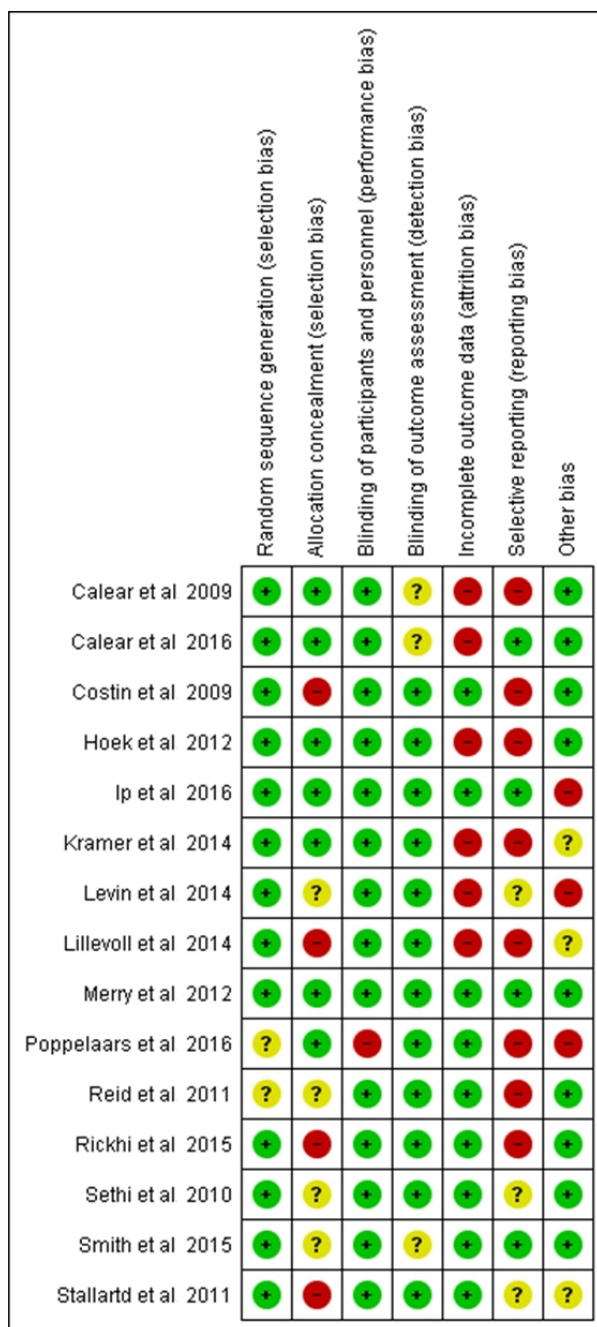 Random sequence generation (selection bias)
Allocation concealment (selection bias)
Blinding of participants and personnel (performance bias)
Blinding of outcome assessment (detection bias)
Incomplete outcome data (attrition bias)
Selective reporting (reporting bias)
Other bias
Calear et al 2009 + + + ? - - +
Calear et al 2016 + + + ? - + +
Costin et al 2009 + - + + + - +
Hoek et al 2012 + + + + - - +
Ip et al 2016 + + + + + + -
Kramer et al 2014 + + + + - - ?
Levin et al 2014 + ? + + - ? -
Lillevoll et al 2014 + - + + - - ?
Merry et al 2012 + + + + + + +
Poppelaars et al 2016 ? + - + + - -
Reid et al 2011 ? ? + + + - +
Rickhi et al 2015 + - + + + - +
Sethi et al 2010 + ? + + + ? +
Smith et al 2015 + ? + ? + + +
Stallartd et al 2011 + - + + + ? ?